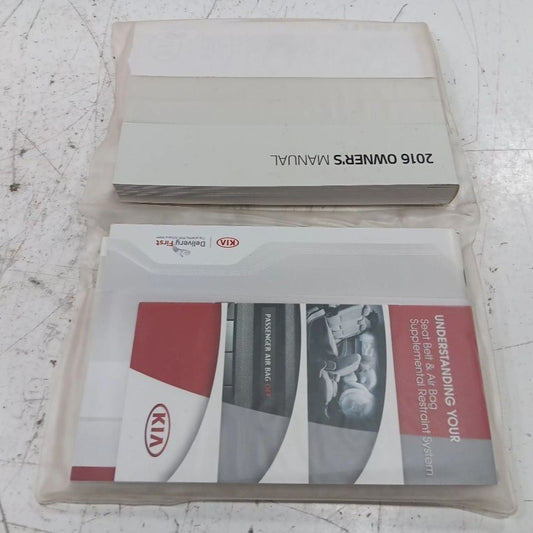 2016 OWNER'S MANUAL
KIA
Delivery First
UNDERSTANDING YOUR
Seat Belt & Air Bag
Supplemental Restraint System
PASSENGER AIR BAG OFF
KIA